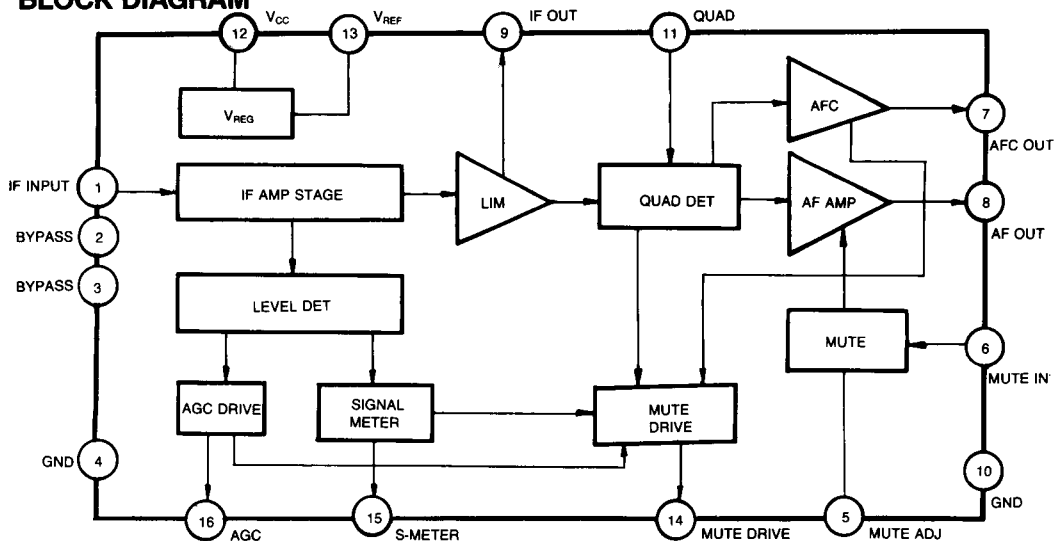 BLOCK DIAGRAM
VCC
VREF
IF OUT
QUAD
12
13
9
11
VREG
AFC
7
AFC OUT
IF INPUT
1
IF AMP STAGE
LIM
QUAD DET
AF AMP
8
AF OUT
BYPASS
2
BYPASS
3
LEVEL DET
MUTE
6
MUTE IN
AGC DRIVE
SIGNAL
METER
MUTE
DRIVE
GND
4
10
GND
16
AGC
15
S-METER
14
MUTE DRIVE
5
MUTE ADJ